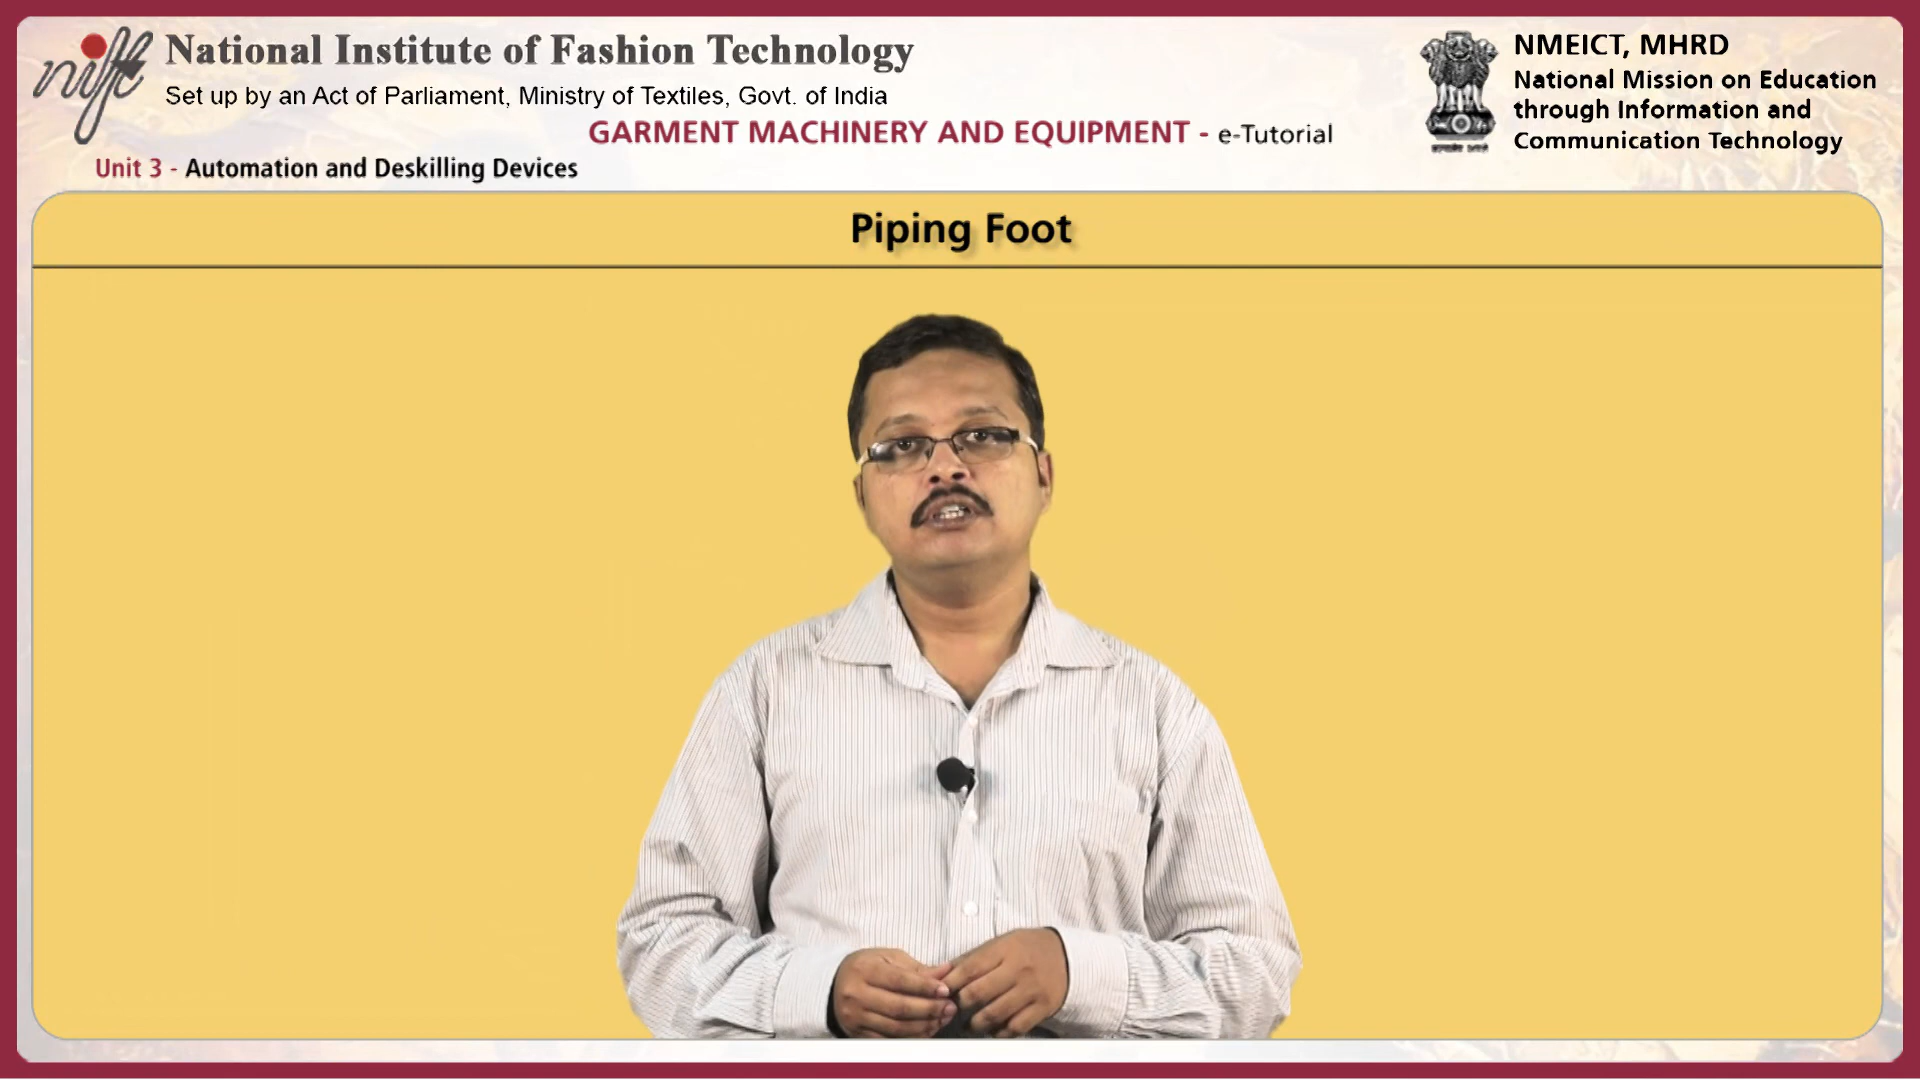 nift
National Institute of Fashion Technology
Set up by an Act of Parliament, Ministry of Textiles, Govt. of India
GARMENT MACHINERY AND EQUIPMENT - e-Tutorial
Unit 3 - Automation and Deskilling Devices
NMEICT, MHRD
National Mission on Education
through Information and
Communication Technology
Piping Foot